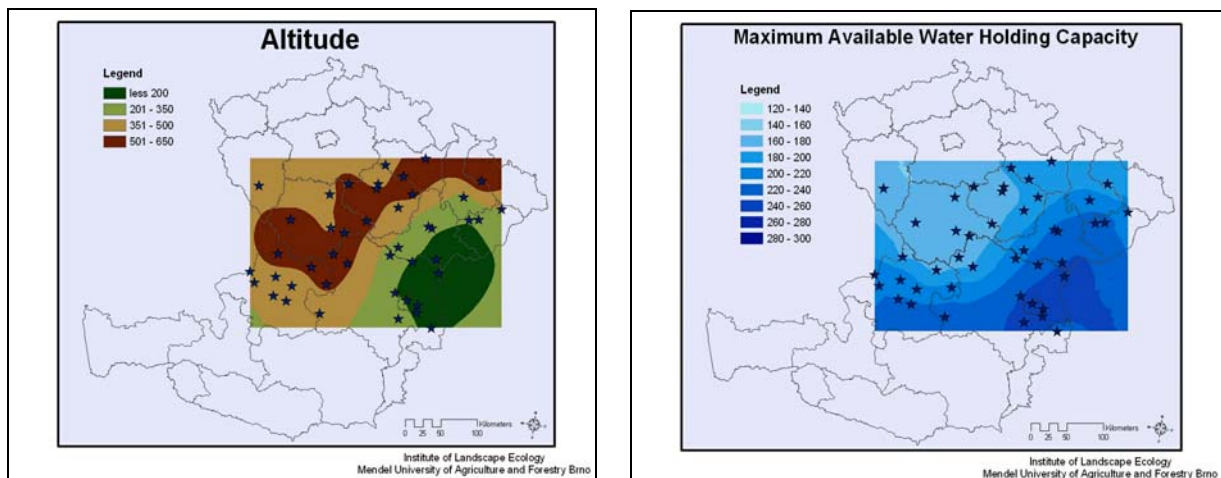 Altitude
Legend
less 200
201 - 350
351 - 500
501 - 650
Kilometers
0 25 50 100
Institute of Landscape Ecology
Mendel University of Agriculture and Forestry Brno
Maximum Available Water Holding Capacity
Legend
120 - 140
140 - 160
160 - 180
180 - 200
200 - 220
220 - 240
240 - 260
260 - 280
280 - 300
Kilometers
0 25 50 100
Institute of Landscape Ecology
Mendel University of Agriculture and Forestry Brno